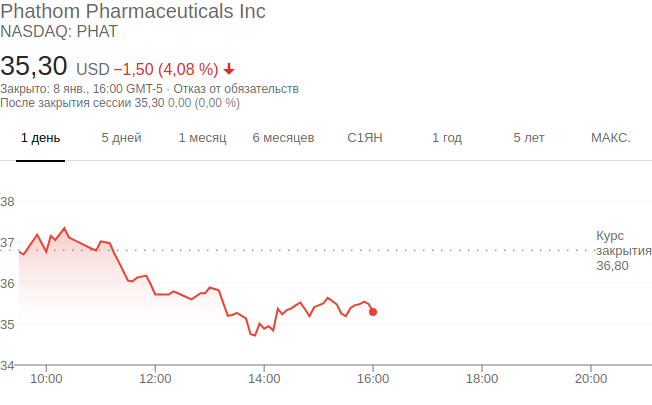 Phathom Pharmaceuticals Inc
NASDAQ: PHAT
35,30 USD −1,50 (4,08 %)
Закрыто: 8 янв., 16:00 GMT-5 · Отказ от обязательств
После закрытия сессии 35,30 0,00 (0,00 %)
1 день 5 дней 1 месяц 6 месяцев С1ЯН 1 год 5 лет МАКС.
38
37
36
35
34
Курс
закрытия
36,80
10:00 12:00 14:00 16:00 18:00 20:00